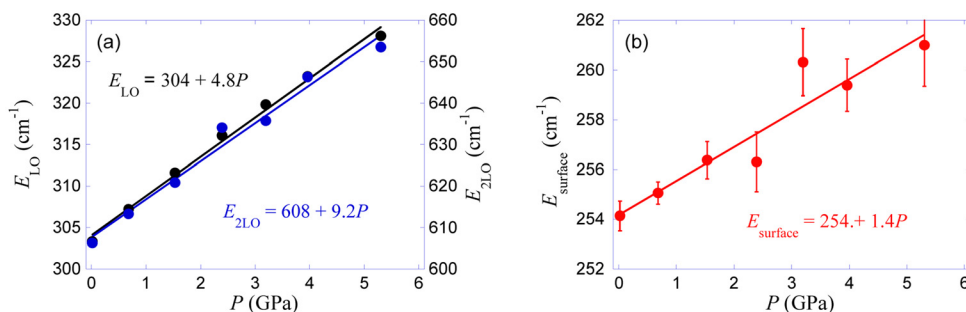 (a)
E_LO = 304 + 4.8P
E_2LO = 608 + 9.2P
E_LO (cm⁻¹)
330
325
320
315
310
305
300
E_2LO (cm⁻¹)
660
650
640
630
620
610
600
0 1 2 3 4 5 6
P (GPa)
(b)
E_surface = 254.+ 1.4P
E_surface (cm⁻¹)
262
260
258
256
254
252
0 1 2 3 4 5 6
P (GPa)